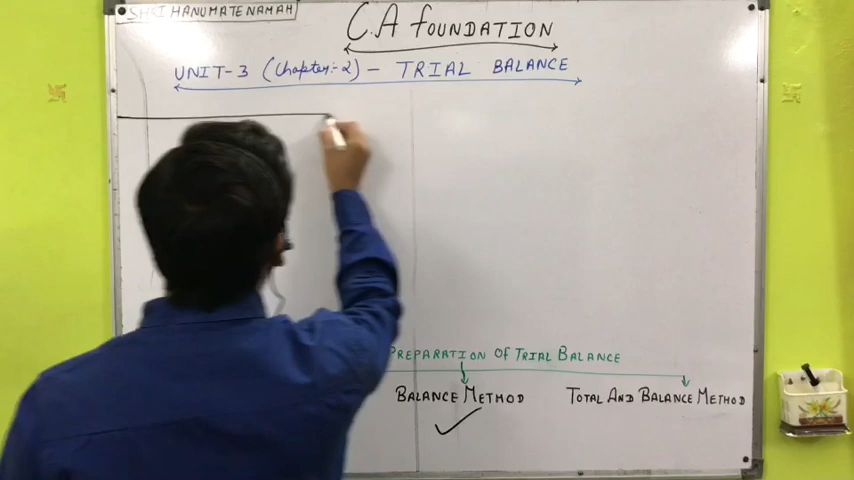 SHRI HANUMATE NAMAH
C.A FOUNDATION
UNIT-3 (Chapter:-2) - TRIAL BALANCE
PREPARATION OF TRIAL BALANCE
BALANCE METHOD TOTAL AND BALANCE METHOD